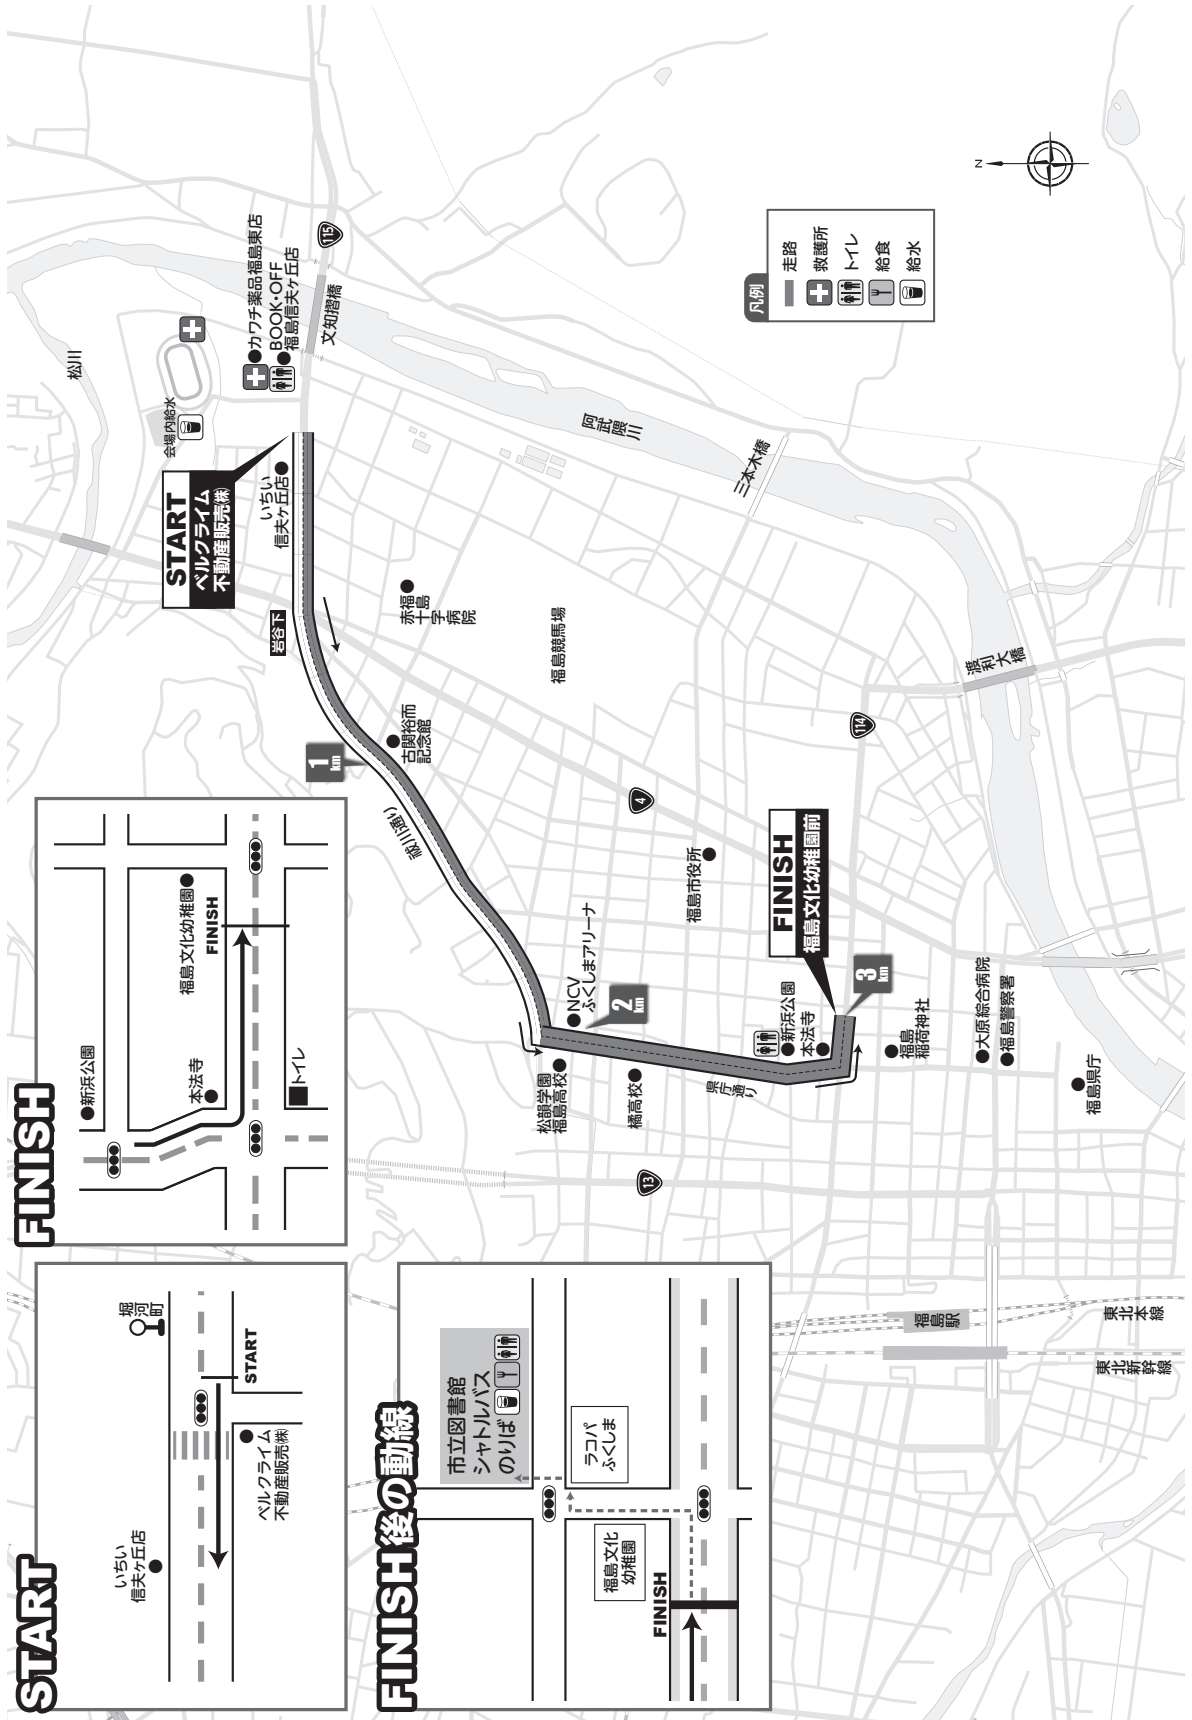 START
いちい
信夫ヶ丘店
堀河町
START
ベルクライム
不動産販売㈱
FINISH
新浜公園
本法寺
福島文化幼稚園
FINISH
トイレ
FINISH後の動線
市立図書館
シャトルバス
のりば
ラコパ
ふくしま
福島文化
幼稚園
FINISH
松川
会場内給水
カワチ薬品福島東店
BOOK・OFF
福島信夫ヶ丘店
115
文知摺橋
START
ベルクライム
不動産販売㈱
いちい
信夫ヶ丘店
岩谷下
福島
赤十字病院
古関裕而
記念館
1
km
祓川通り
福島競馬場
阿武隈川
三本木橋
4
NCV
ふくしまアリーナ
2
km
松韻学園
福島高校
橘高校
県庁通り
13
福島市役所
FINISH
福島文化幼稚園前
新浜公園
本法寺
3
km
114
渡利大橋
福島
稲荷神社
大原綜合病院
福島警察署
福島県庁
福島駅
東北本線
東北新幹線
凡例
走路
救護所
トイレ
給食
給水
N